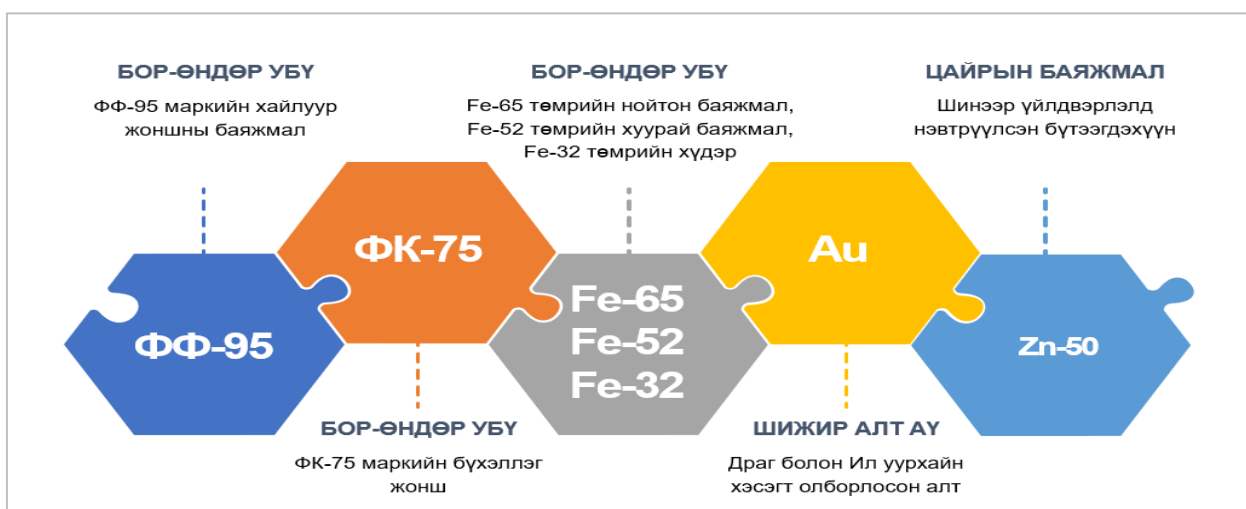 БОР-ӨНДӨР УБҮ
ФФ-95 маркийн хайлуур
жоншны баяжмал
БОР-ӨНДӨР УБҮ
Fe-65 төмрийн нойтон баяжмал,
Fe-52 төмрийн хуурай баяжмал,
Fe-32 төмрийн хүдэр
ЦАЙРЫН БАЯЖМАЛ
Шинээр үйлдвэрлэлд
нэвтрүүлсэн бүтээгдэхүүн
ФФ-95
ФК-75
Fe-65
Fe-52
Fe-32
Au
Zn-50
БОР-ӨНДӨР УБҮ
ФК-75 маркийн бүхэллэг
жонш
ШИЖИР АЛТ АҮ
Драг болон Ил уурхайн
хэсэгт олборлосон алт